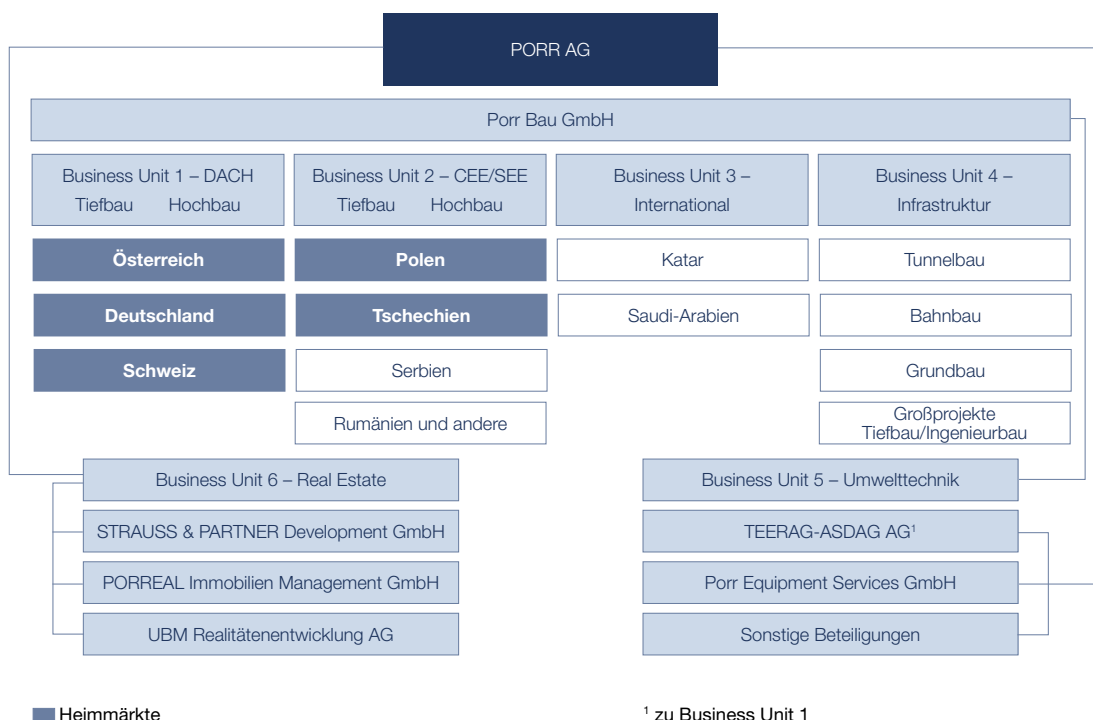 PORR AG
Porr Bau GmbH
Business Unit 1 – DACH
Tiefbau Hochbau
Business Unit 2 – CEE/SEE
Tiefbau Hochbau
Business Unit 3 –
International
Business Unit 4 –
Infrastruktur
Österreich
Polen
Katar
Tunnelbau
Deutschland
Tschechien
Saudi-Arabien
Bahnbau
Schweiz
Serbien
Grundbau
Rumänien und andere
Großprojekte
Tiefbau/Ingenieurbau
Business Unit 6 – Real Estate
Business Unit 5 – Umwelttechnik
STRAUSS & PARTNER Development GmbH
TEERAG-ASDAG AG¹
PORREAL Immobilien Management GmbH
Porr Equipment Services GmbH
UBM Realitätenentwicklung AG
Sonstige Beteiligungen
Heimmärkte
¹ zu Business Unit 1